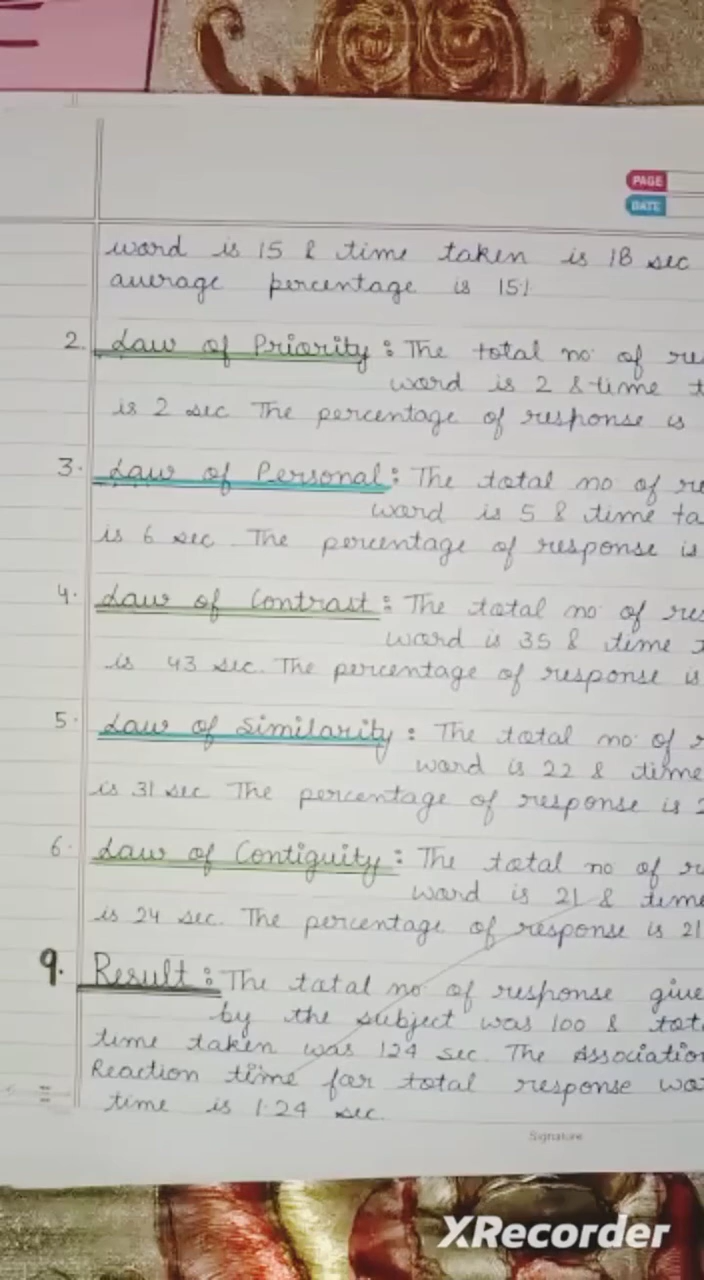 PAGE
DATE
word is 15 & time taken is 18 sec
average percentage is 15%
2. Law of Priority : The total no. of re
word is 2 & time t
is 2 sec The percentage of response is
3. Law of Personal : The total no of re
word is 5 & time ta
is 6 sec. The percentage of response is
4. Law of Contrast : The total no. of res
word is 35 & time
is 43 sec. The percentage of response is
5. Law of Similarity : The total no. of r
word is 22 & time
is 31 sec The percentage of response is 2
6. Law of Contiguity : The total no of r
word is 21 & time
is 24 sec. The percentage of response is 21
9. Result : The total no of response give
by the subject was 100 & tot
time taken was 124 sec. The Association
Reaction time for total response wa
time is 1.24 sec.
Signature
XRecorder